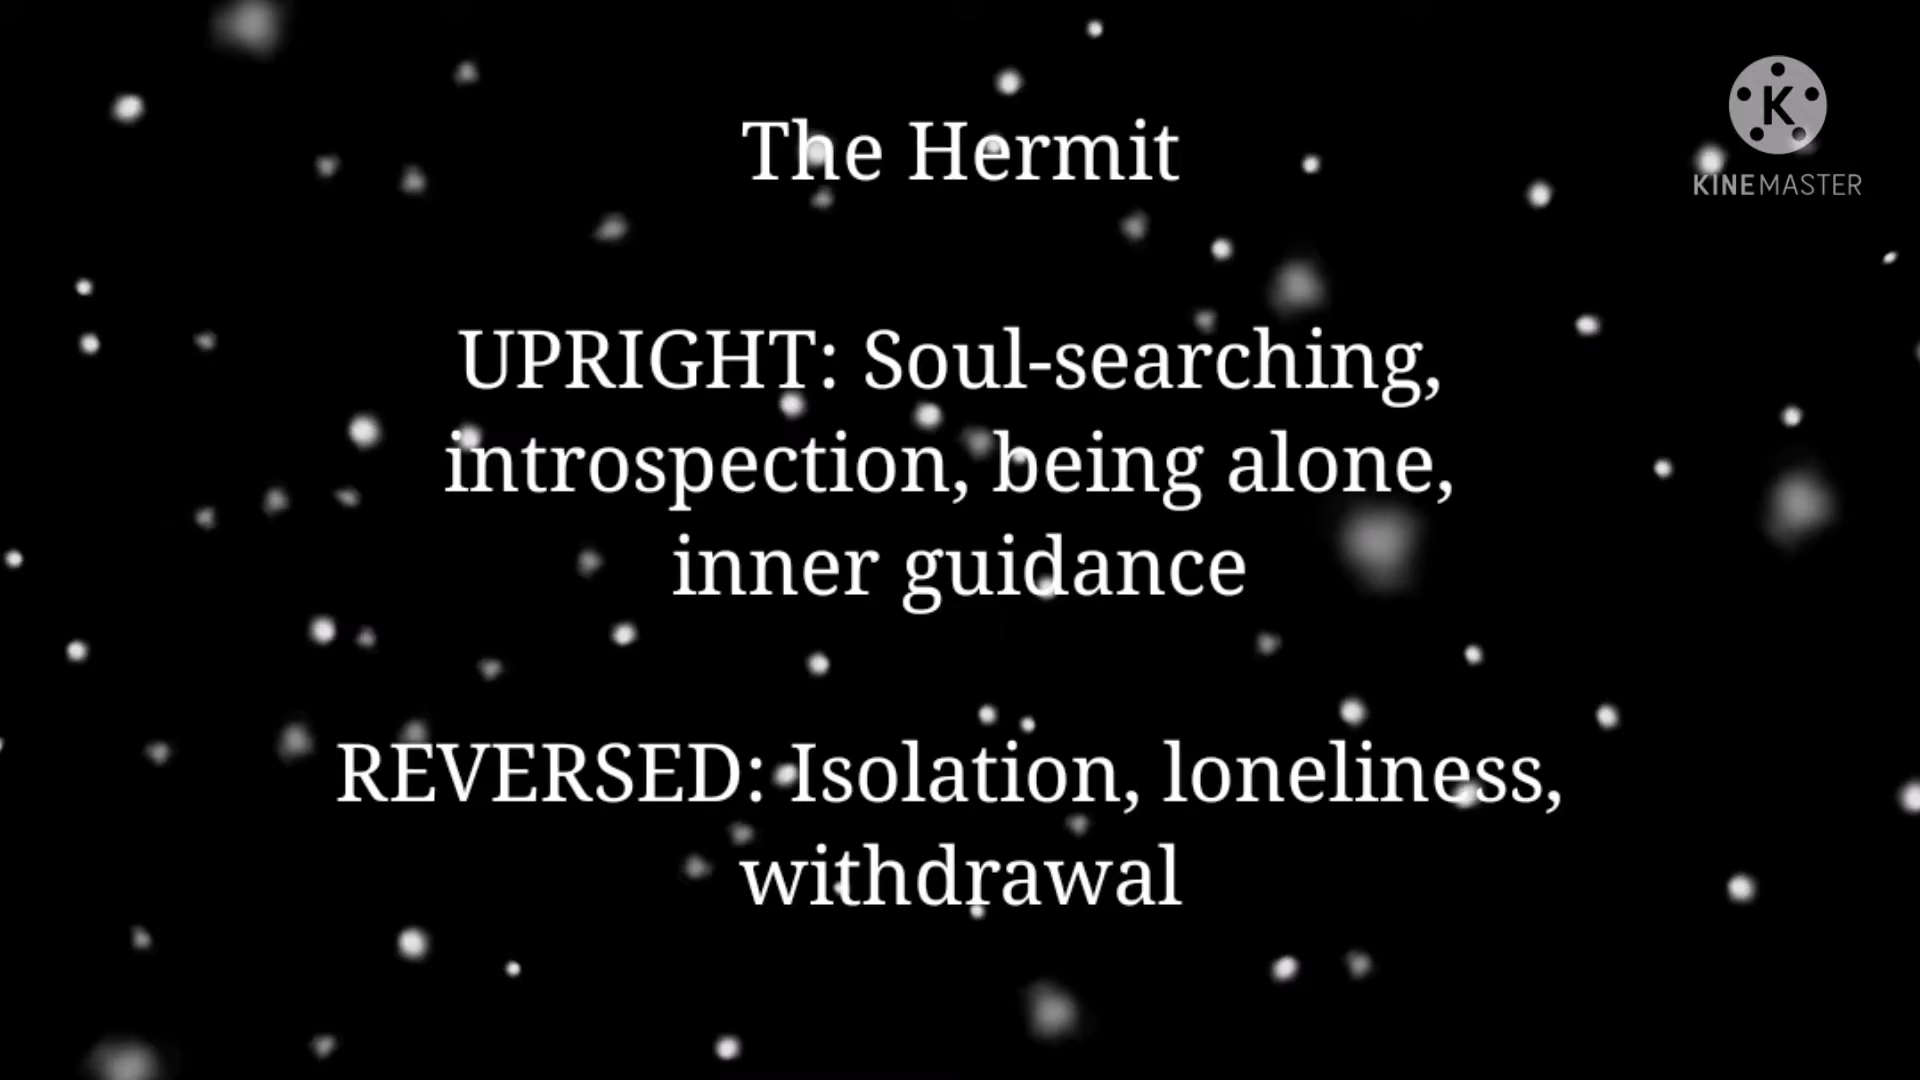 The Hermit
K
KINEMASTER
UPRIGHT: Soul-searching,
introspection, being alone,
inner guidance
REVERSED: Isolation, loneliness,
withdrawal